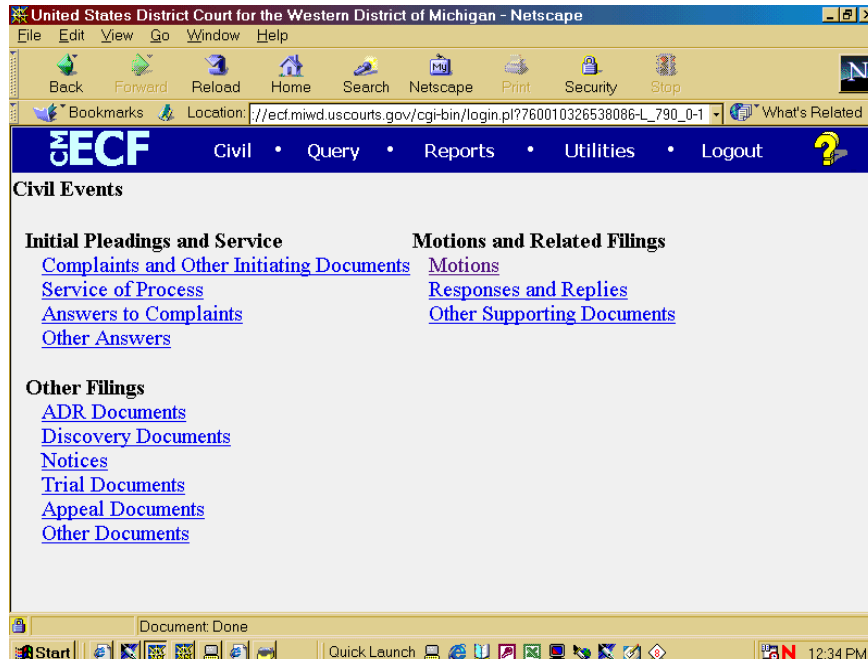 United States District Court for the Western District of Michigan - Netscape
File Edit View Go Window Help
Back Forward Reload Home Search Netscape Print Security Stop
My
N
Bookmarks Location: ://ecf.miwd.uscourts.gov/cgi-bin/login.pl?760010326538086-L_790_0-1 What's Related
CM ECF Civil • Query • Reports • Utilities • Logout ?
Civil Events
Initial Pleadings and Service
Complaints and Other Initiating Documents
Service of Process
Answers to Complaints
Other Answers
Motions and Related Filings
Motions
Responses and Replies
Other Supporting Documents
Other Filings
ADR Documents
Discovery Documents
Notices
Trial Documents
Appeal Documents
Other Documents
Document: Done
Start Quick Launch N 12:34 PM